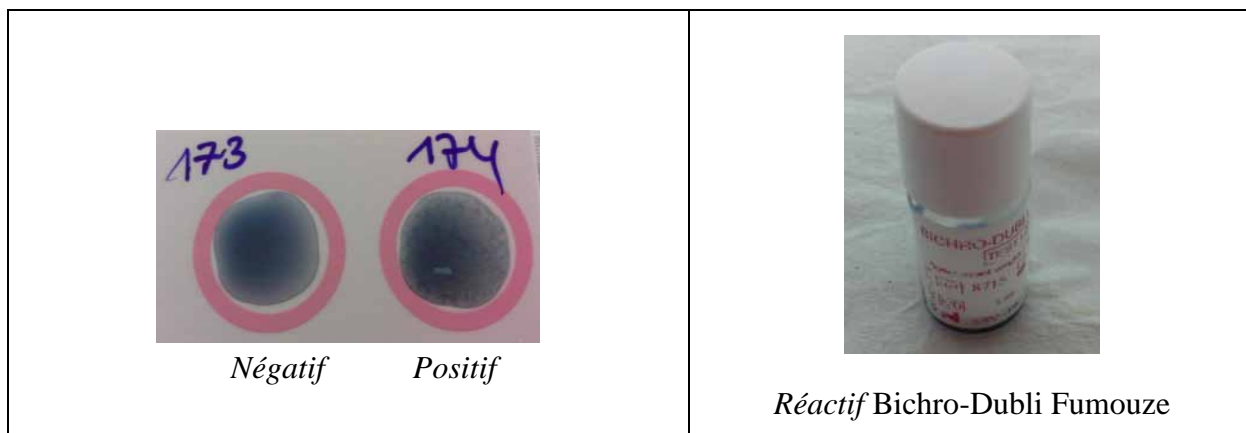 173 174
Négatif Positif
BICHRO-DUBLI
Réactif Bichro-Dubli Fumouze